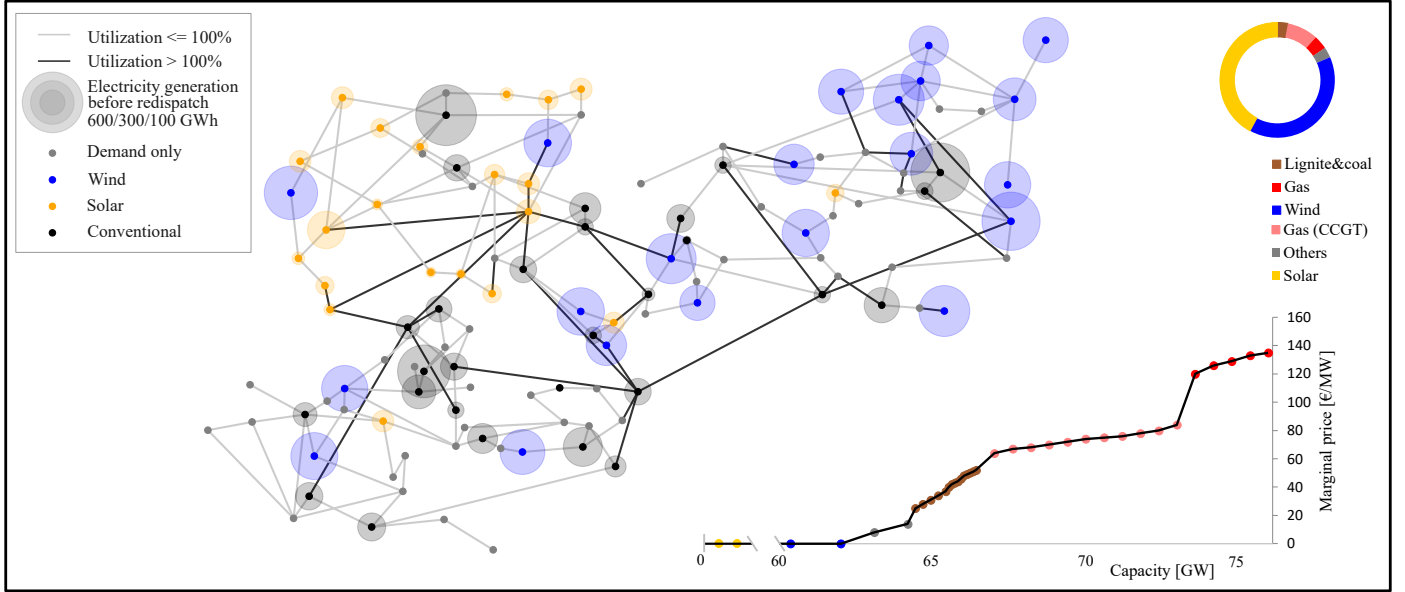 Utilization <= 100%
Utilization > 100%
Electricity generation
before redispatch
600/300/100 GWh
Demand only
Wind
Solar
Conventional
Lignite&coal
Gas
Wind
Gas (CCGT)
Others
Solar
160
140
120
100
80
60
40
20
0
Marginal price [€/MW]
0
60
65
70
75
Capacity [GW]